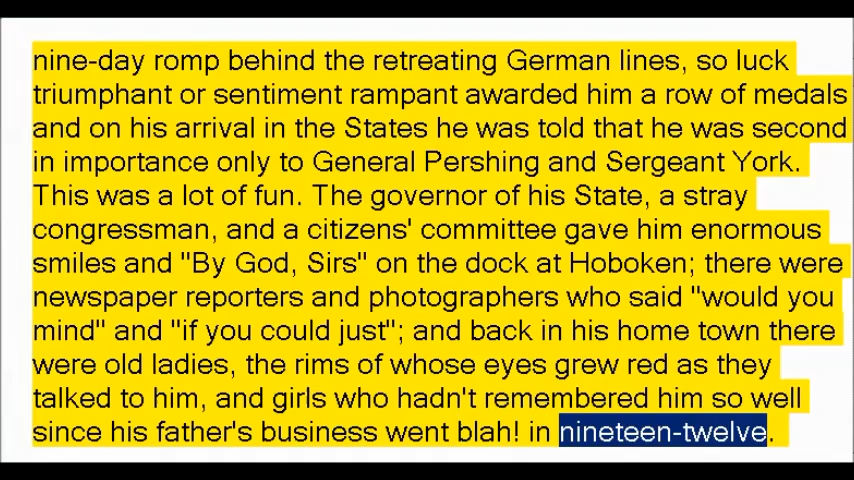 nine-day romp behind the retreating German lines, so luck
triumphant or sentiment rampant awarded him a row of medals
and on his arrival in the States he was told that he was second
in importance only to General Pershing and Sergeant York.
This was a lot of fun. The governor of his State, a stray
congressman, and a citizens' committee gave him enormous
smiles and "By God, Sirs" on the dock at Hoboken; there were
newspaper reporters and photographers who said "would you
mind" and "if you could just"; and back in his home town there
were old ladies, the rims of whose eyes grew red as they
talked to him, and girls who hadn't remembered him so well
since his father's business went blah! in nineteen-twelve.